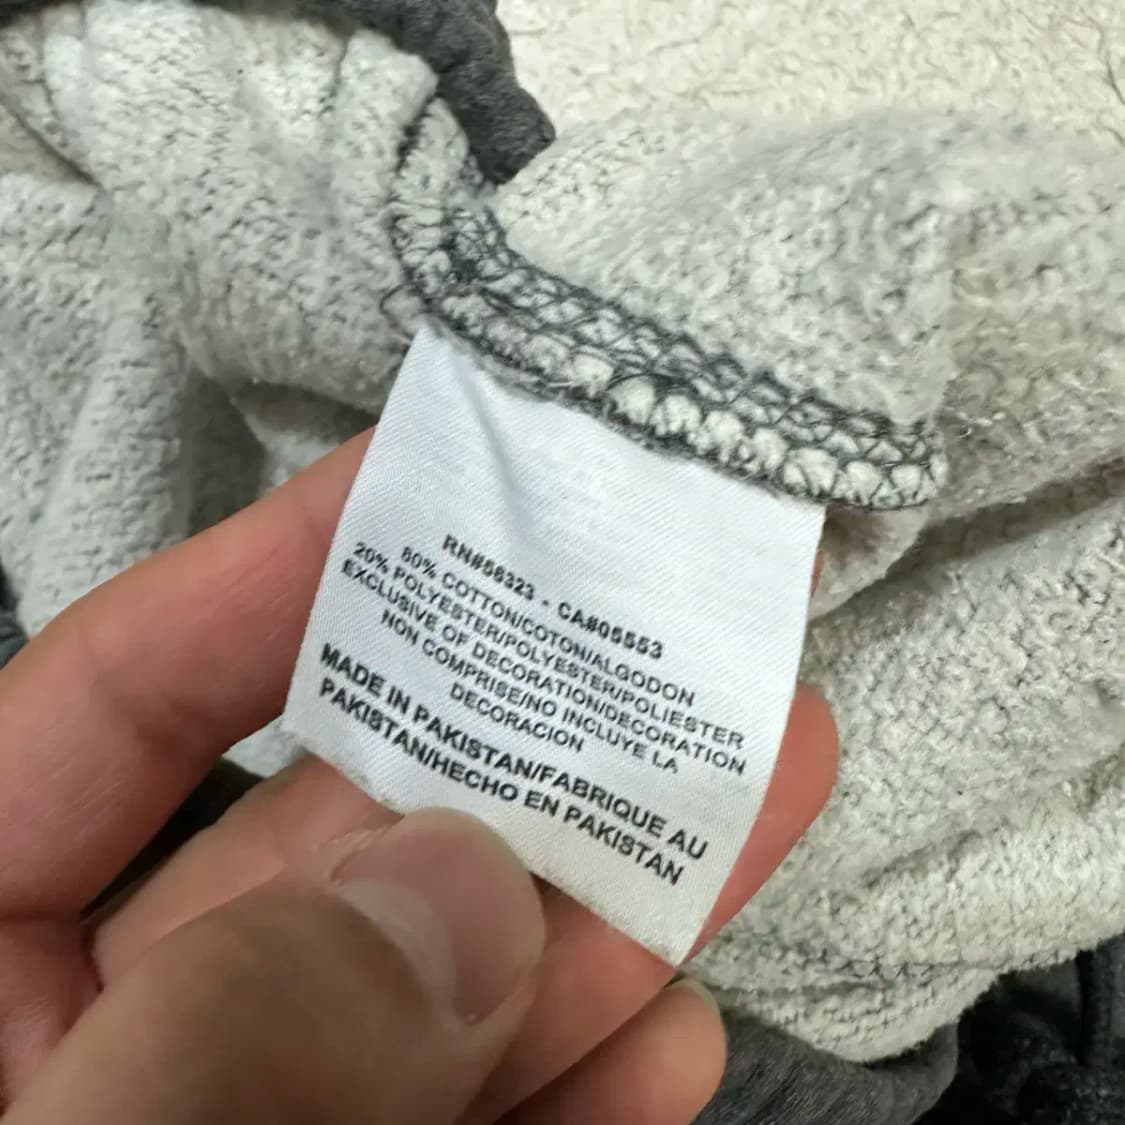 RN#56323 - CA#05553
80% COTTON/COTON/ALGODON
20% POLYESTER/POLYESTER/POLIESTER
EXCLUSIVE OF DECORATION/DECORATION
NON COMPRISE/NO INCLUYE LA
DECORACION
MADE IN PAKISTAN/FABRIQUE AU
PAKISTAN/HECHO EN PAKISTAN